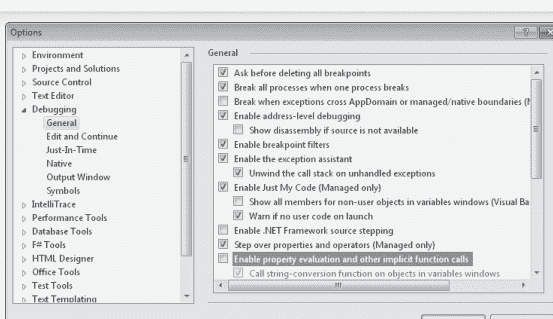 Options
Environment
Projects and Solutions
Source Control
Text Editor
Debugging
General
Edit and Continue
Just-In-Time
Native
Output Window
Symbols
IntelliTrace
Performance Tools
Database Tools
F# Tools
HTML Designer
Office Tools
Test Tools
Text Templating
General
Ask before deleting all breakpoints
Break all processes when one process breaks
Break when exceptions cross AppDomain or managed/native boundaries
Enable address-level debugging
Show disassembly if source is not available
Enable breakpoint filters
Enable the exception assistant
Unwind the call stack on unhandled exceptions
Enable Just My Code (Managed only)
Show all members for non-user objects in variables windows (Visual Ba
Warn if no user code on launch
Enable .NET Framework source stepping
Step over properties and operators (Managed only)
Enable property evaluation and other implicit function calls
Call string-conversion function on objects in variables windows